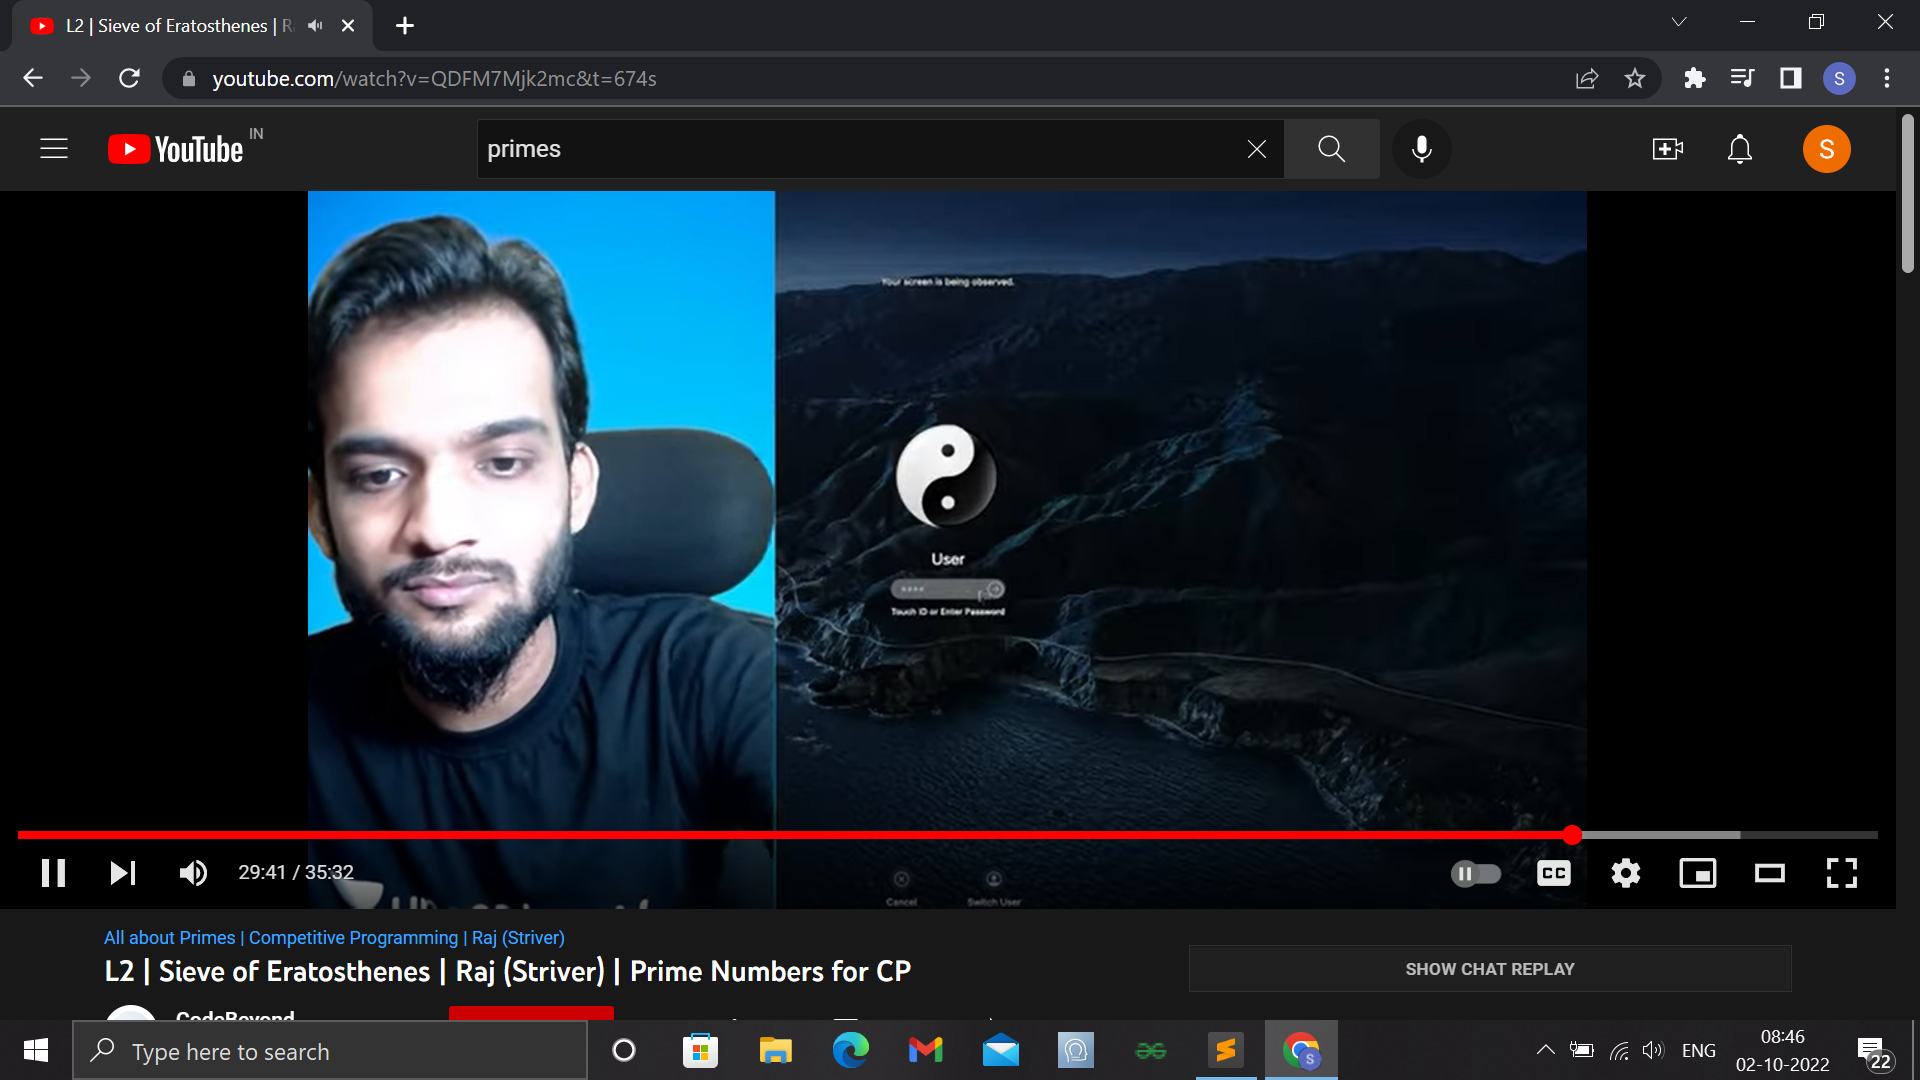 L2 | Sieve of Eratosthenes | R
youtube.com/watch?v=QDFM7Mjk2mc&t=674s
S
YouTube IN
primes
S
Your screen is being observed.
User
Touch ID or Enter Password
Cancel
Switch User
29:41 / 35:32
CC
All about Primes | Competitive Programming | Raj (Striver)
L2 | Sieve of Eratosthenes | Raj (Striver) | Prime Numbers for CP
SHOW CHAT REPLAY
CodeBeyond
Type here to search
S
ENG
08:46
02-10-2022
22